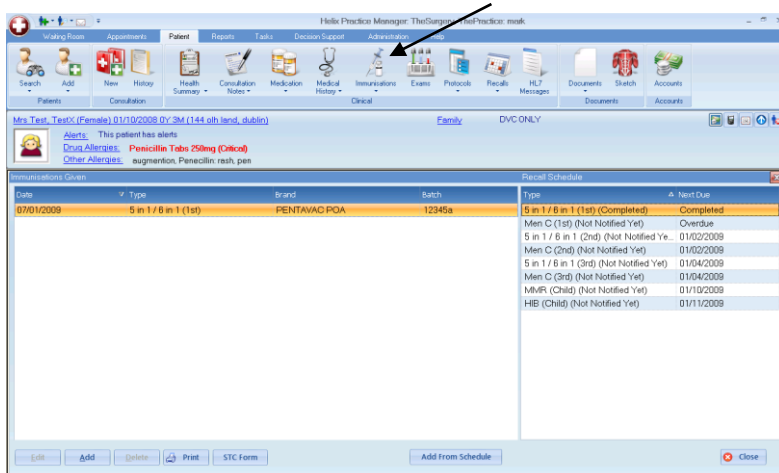 Helix Practice Manager: TheSurgery: ThePractice: mark
Waiting Room Appointments Patient Reports Tasks Decision Support Administration Help
Search Add New History Health Summary Consultation Notes Medication Medical History Immunisations Exams Protocols Recalls HL7 Messages Documents Sketch Accounts
Patients Consultation Clinical Documents Accounts
Mrs Test, TestX (Female) 01/10/2008 0Y 3M (144 olh land, dublin) Family DVC ONLY
Alerts: This patient has alerts
Drug Allergies: Penicillin Tabs 250mg (Critical)
Other Allergies: augmention, Penecillin: rash, pen
Immunisations Given Recall Schedule
Date Type Brand Batch Type Next Due
07/01/2009 5 in 1 / 6 in 1 (1st) PENTAVAC POA 12345a 5 in 1 / 6 in 1 (1st) (Completed) Completed
Men C (1st) (Not Notified Yet) Overdue
5 in 1 / 6 in 1 (2nd) (Not Notified Ye... 01/02/2009
Men C (2nd) (Not Notified Yet) 01/02/2009
5 in 1 / 6 in 1 (3rd) (Not Notified Yet) 01/04/2009
Men C (3rd) (Not Notified Yet) 01/04/2009
MMR (Child) (Not Notified Yet) 01/10/2009
HIB (Child) (Not Notified Yet) 01/11/2009
Edit Add Delete Print STC Form Add From Schedule Close